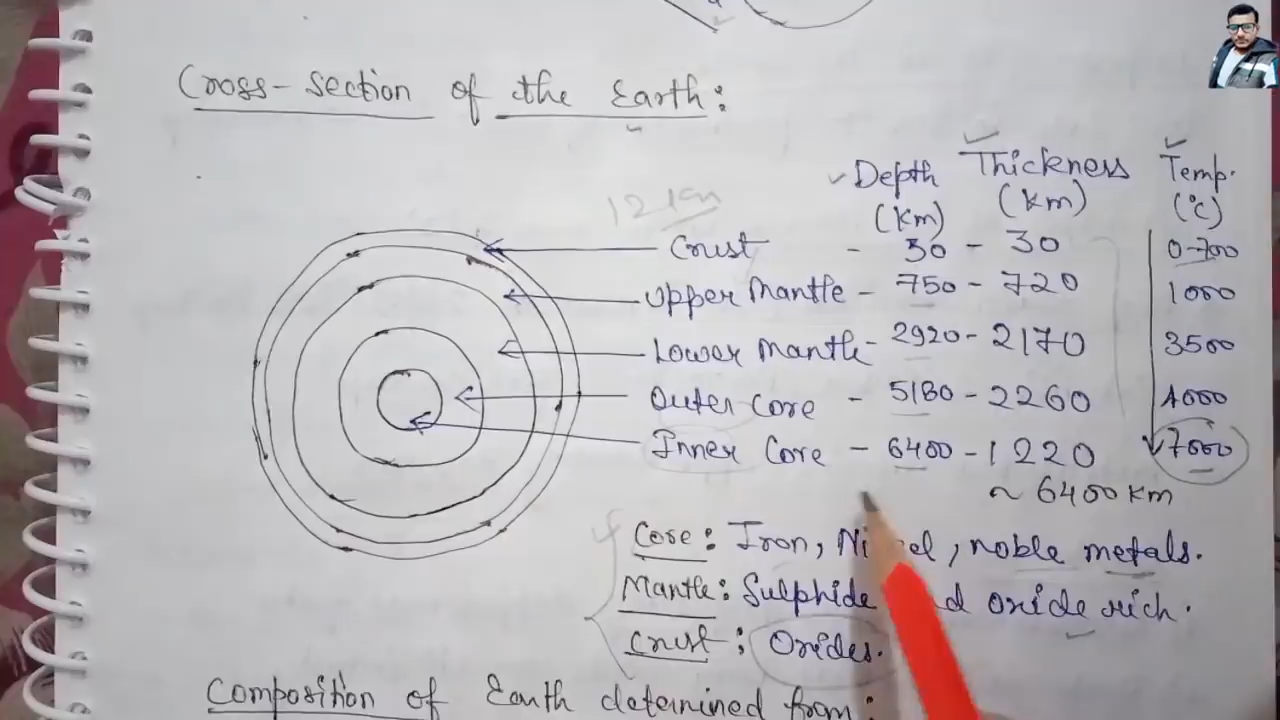 Cross-section of the Earth:
12 km
Depth (km) Thickness (km) Temp. (°C)
Crust - 30 - 30 0-700
Upper Mantle - 750 - 720 1000
Lower Mantle - 2920 - 2170 3500
Outer Core - 5180 - 2260 4000
Inner Core - 6400 - 1220 7000
~ 6400 km
Core: Iron, noble metals.
Mantle: Sulphide oxide rich.
Crust: Oxides.
Composition of Earth determined from: